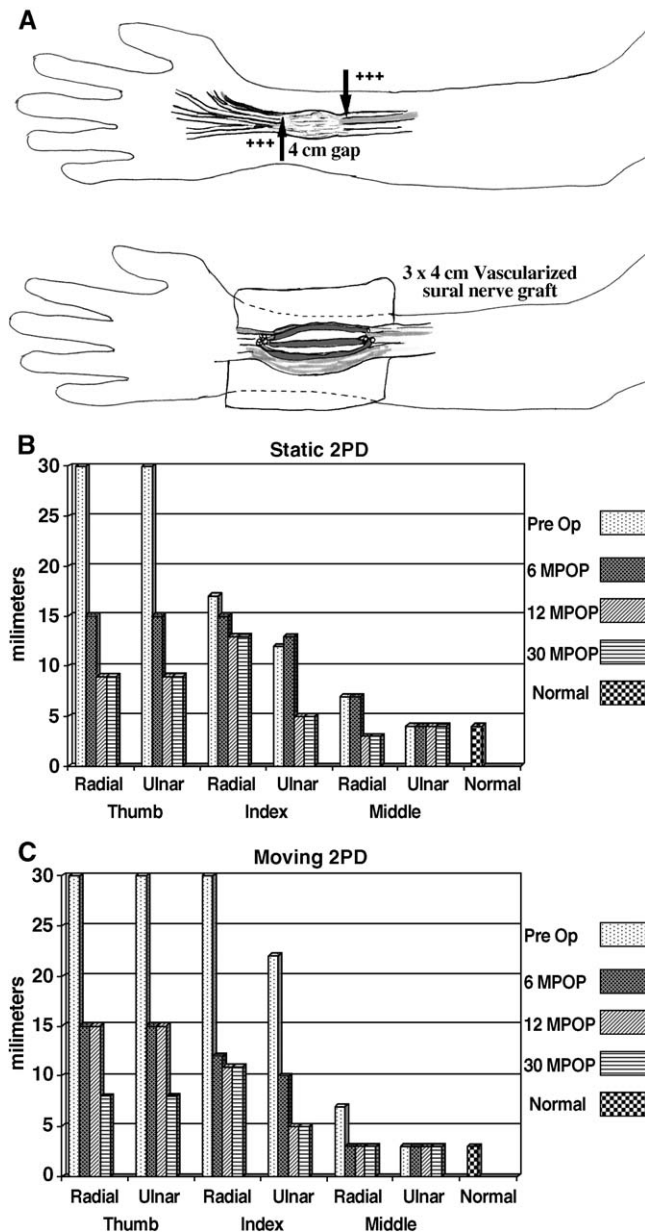 A
+++
+++
4 cm gap
3 x 4 cm Vascularized
sural nerve graft
B
Static 2PD
milimeters
30
25
20
15
10
5
0
Radial Ulnar Radial Ulnar Radial Ulnar Normal
Thumb Index Middle
Pre Op
6 MPOP
12 MPOP
30 MPOP
Normal
C
Moving 2PD
milimeters
30
25
20
15
10
5
0
Radial Ulnar Radial Ulnar Radial Ulnar Normal
Thumb Index Middle
Pre Op
6 MPOP
12 MPOP
30 MPOP
Normal